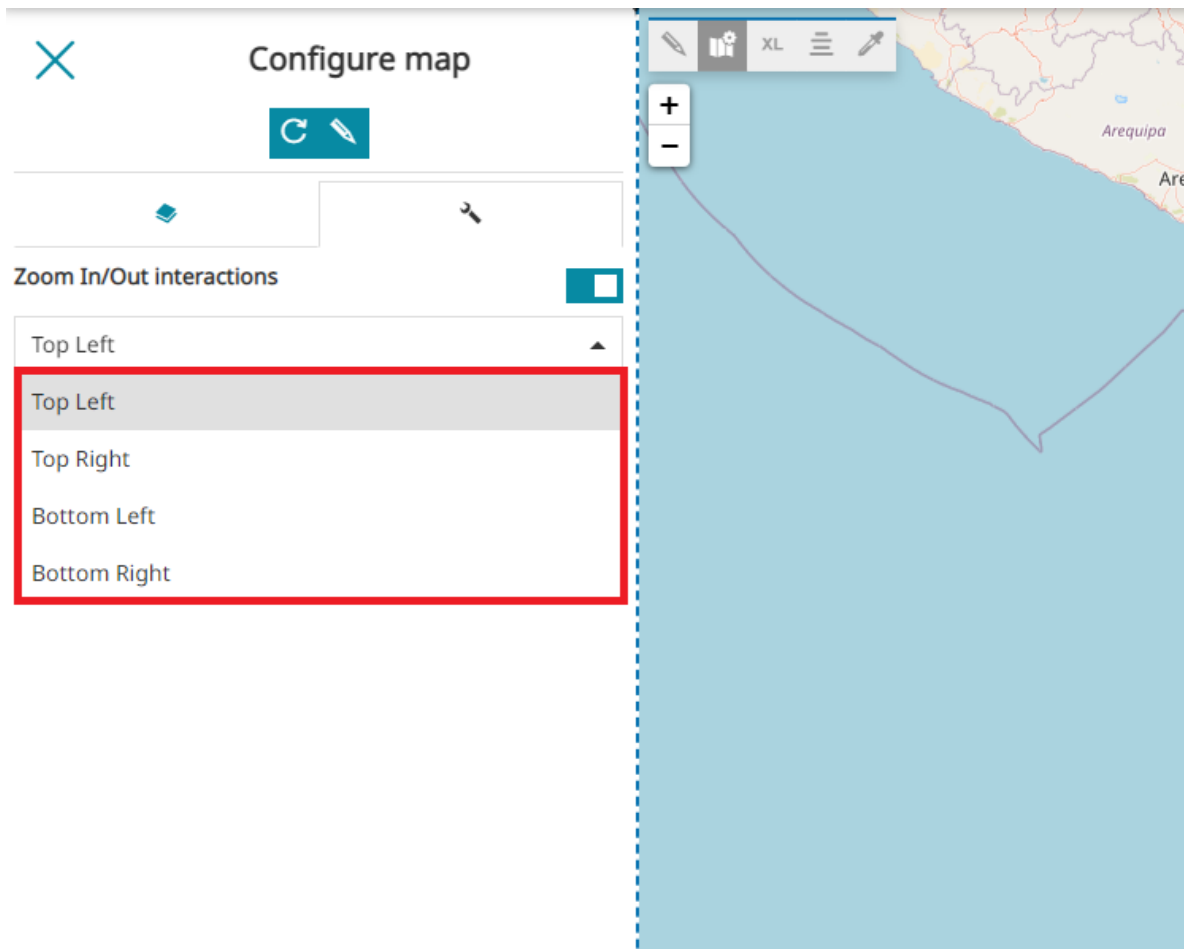 Configure map
Zoom In/Out interactions
Top Left
Top Left
Top Right
Bottom Left
Bottom Right
XL
+
−
Arequipa
Are